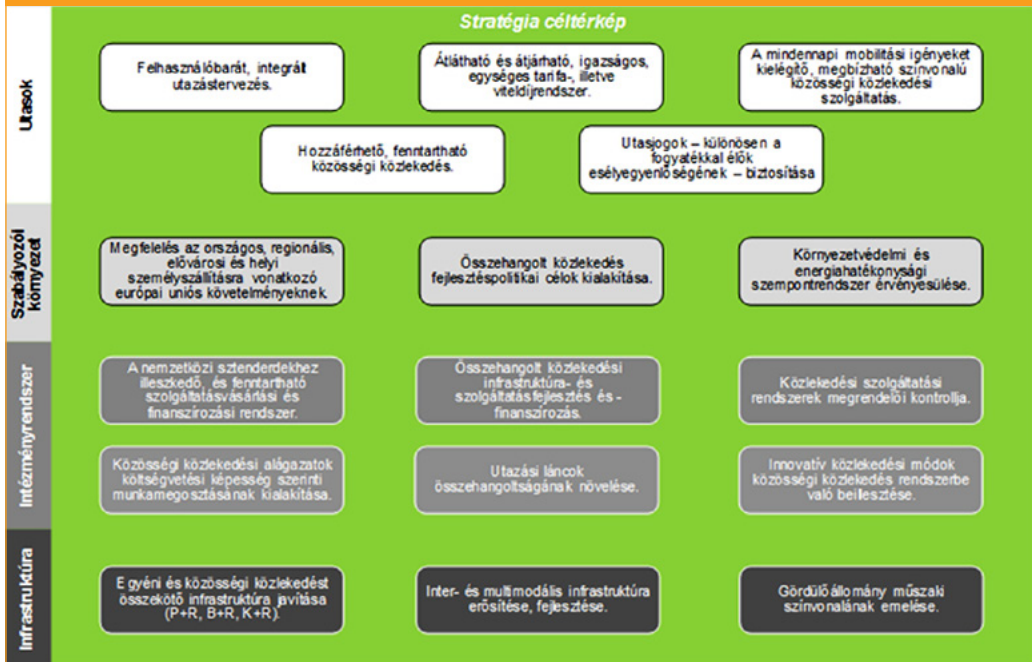 Stratégia céltérkép
Utasok
Felhasználóbarát, integrált
utazástervezés.
Átlátható és átjárható, igazságos,
egységes tarifa-, illetve
viteldíjrendszer.
A mindennapi mobilitási igényeket
kielégítő, megbízható színvonalú
közösségi közlekedési
szolgáltatás.
Hozzáférhető, fenntartható
közösségi közlekedés.
Utasjogok – különösen a
fogyatékkal élők
esélyegyenlőségének – biztosítása
Szabályozói
környezet
Megfelelés az országos, regionális,
elővárosi és helyi
személyszállításra vonatkozó
európai uniós követelményeknek.
Összehangolt közlekedés
fejlesztéspolitikai célok kialakítása.
Környezetvédelmi és
energiahatékonysági
szempontrendszer érvényesülése.
Intézményrendszer
A nemzetközi sztenderdekhez
illeszkedő, és fenntartható
szolgáltatásvásárlási és
finanszírozási rendszer.
Összehangolt közlekedési
infrastruktúra- és
szolgáltatásfejlesztés és -
finanszírozás.
Közlekedési szolgáltatási
rendszerek megrendelői kontrollja.
Közösségi közlekedési alágazatok
költségvetési képesség szerinti
munkamegosztásának kialakítása.
Utazási láncok
összehangoltságának növelése.
Innovatív közlekedési módok
közösségi közlekedés rendszerbe
való beillesztése.
Infrastruktúra
Egyéni és közösségi közlekedést
összekötő infrastruktúra javítása
(P+R, B+R, K+R).
Inter- és multimodális infrastruktúra
erősítése, fejlesztése.
Gördülőállomány műszaki
színvonalának emelése.